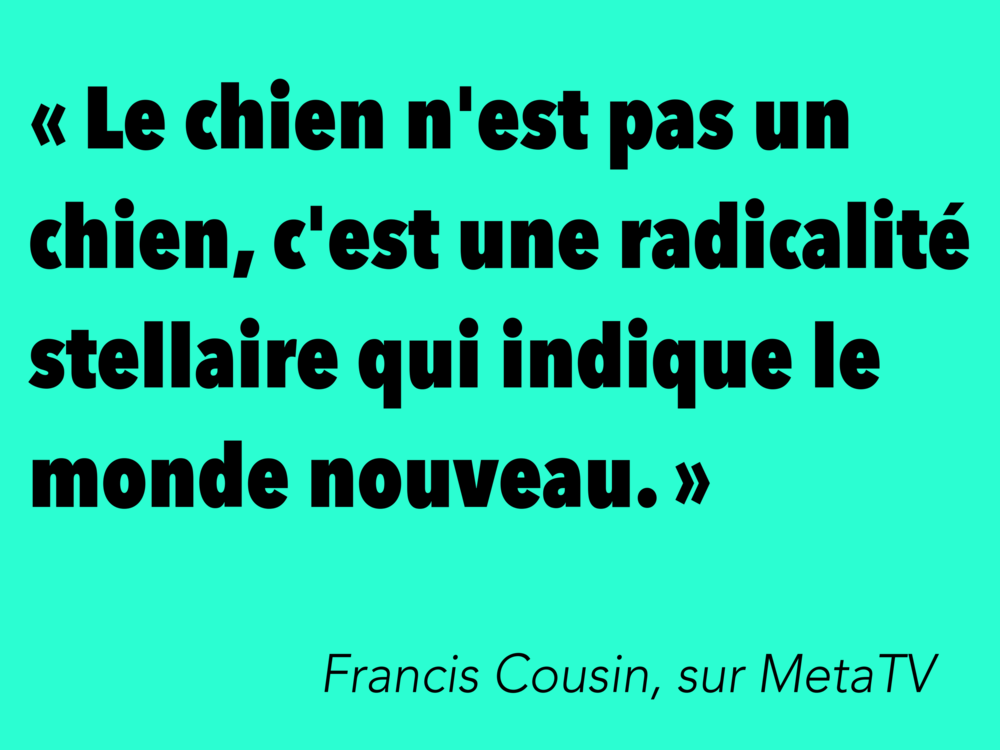 « Le chien n'est pas un
chien, c'est une radicalité
stellaire qui indique le
monde nouveau. »
Francis Cousin, sur MetaTV